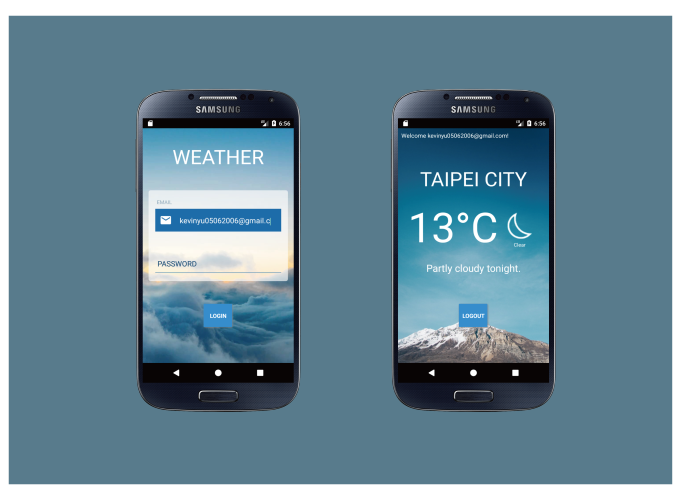 SAMSUNG
6:56
WEATHER
EMAIL
kevinyu05062006@gmail.c
PASSWORD
LOGIN
SAMSUNG
6:56
Welcome kevinyu05062006@gmail.com!
TAIPEI CITY
13°C
Clear
Partly cloudy tonight.
LOGOUT